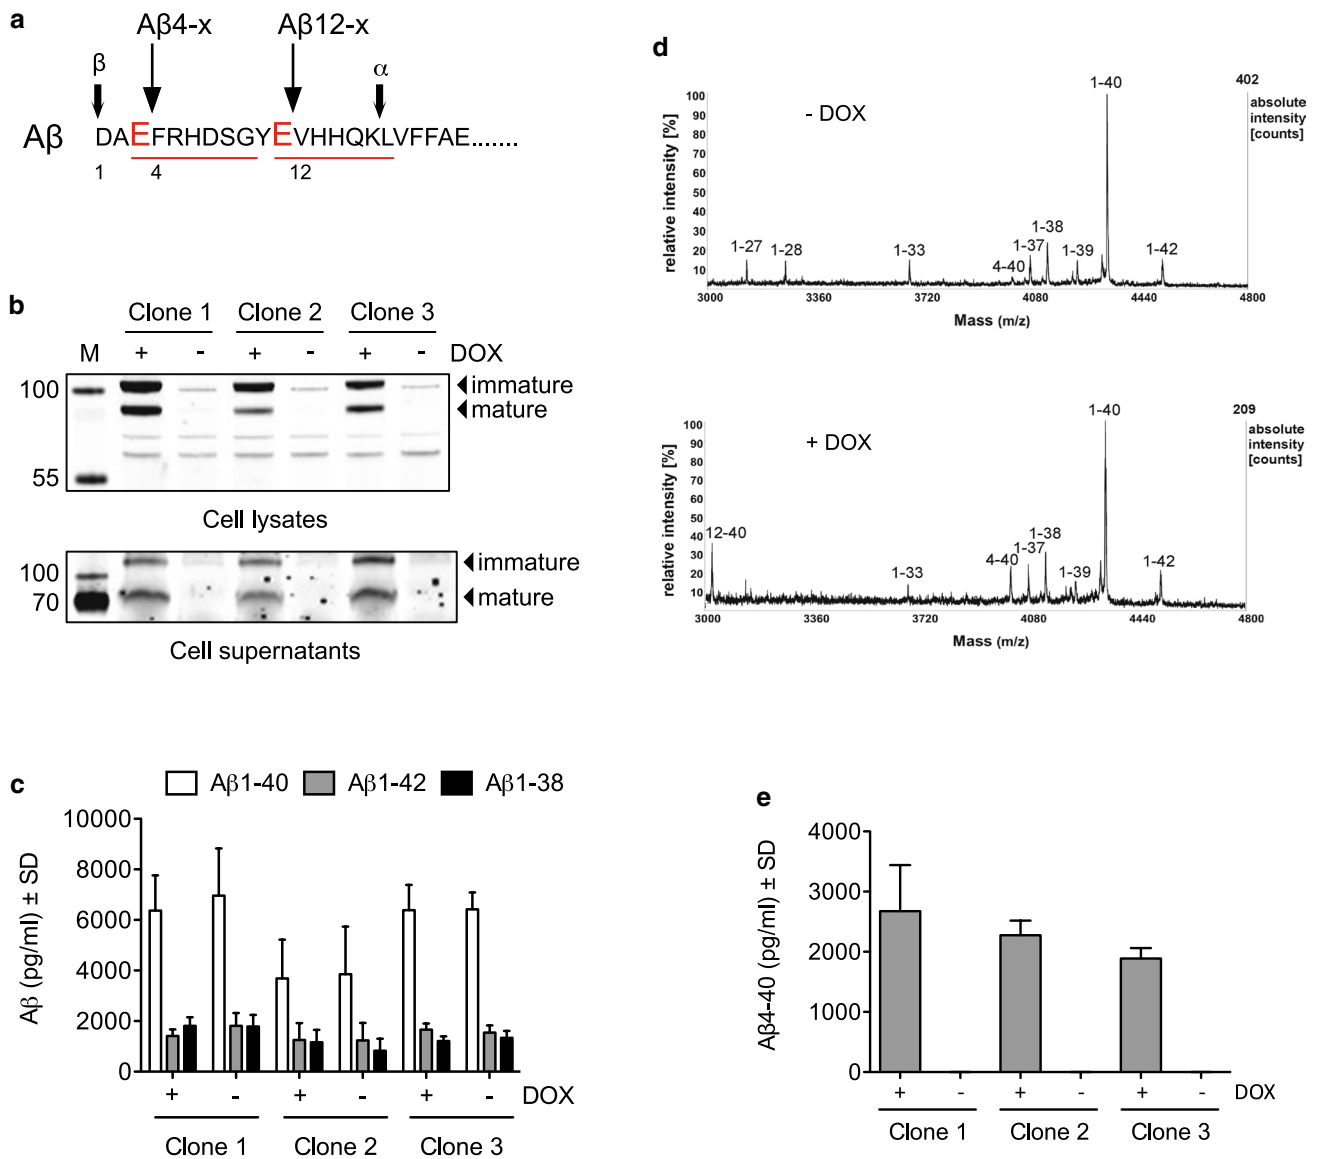 a
Aβ4-x Aβ12-x
β α
Aβ DAEFRHDSGYEVHHQKLVFFAE.......
1 4 12
b
Clone 1 Clone 2 Clone 3
M + - + - + - DOX
100 immature
mature
55
Cell lysates
immature
100
70 mature
Cell supernatants
c
Aβ1-40 Aβ1-42 Aβ1-38
Aβ (pg/ml) ± SD
10000
8000
6000
4000
2000
0
+ - + - + - DOX
Clone 1 Clone 2 Clone 3
d
- DOX
relative intensity [%]
100
90
80
70
60
50
40
30
20
10
1-27 1-28 1-33 4-40 1-37 1-38 1-39 1-40 1-42
402
absolute
intensity
[counts]
3000 3360 3720 4080 4440 4800
Mass (m/z)
+ DOX
relative intensity [%]
100
90
80
70
60
50
40
30
20
10
12-40 1-33 4-40 1-37 1-38 1-39 1-40 1-42
209
absolute
intensity
[counts]
3000 3360 3720 4080 4440 4800
Mass (m/z)
e
Aβ4-40 (pg/ml) ± SD
4000
3000
2000
1000
0
+ - + - + - DOX
Clone 1 Clone 2 Clone 3